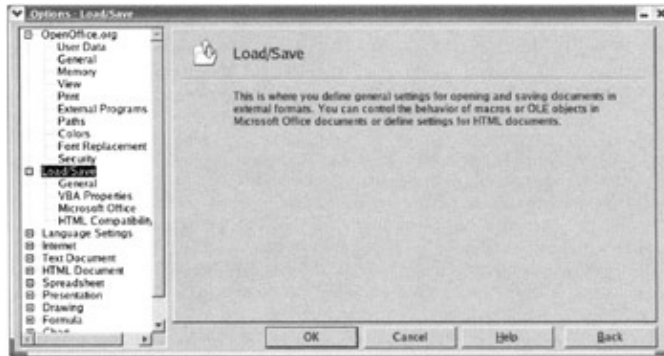 Options - Load/Save
OpenOffice.org
User Data
General
Memory
View
Print
External Programs
Paths
Colors
Font Replacement
Security
Load/Save
General
VBA Properties
Microsoft Office
HTML Compatibility
Language Settings
Internet
Text Document
HTML Document
Spreadsheet
Presentation
Drawing
Formula
Chart
Load/Save
This is where you define general settings for opening and saving documents in
external formats. You can control the behavior of macros or OLE objects in
Microsoft Office documents or define settings for HTML documents.
OK
Cancel
Help
Back